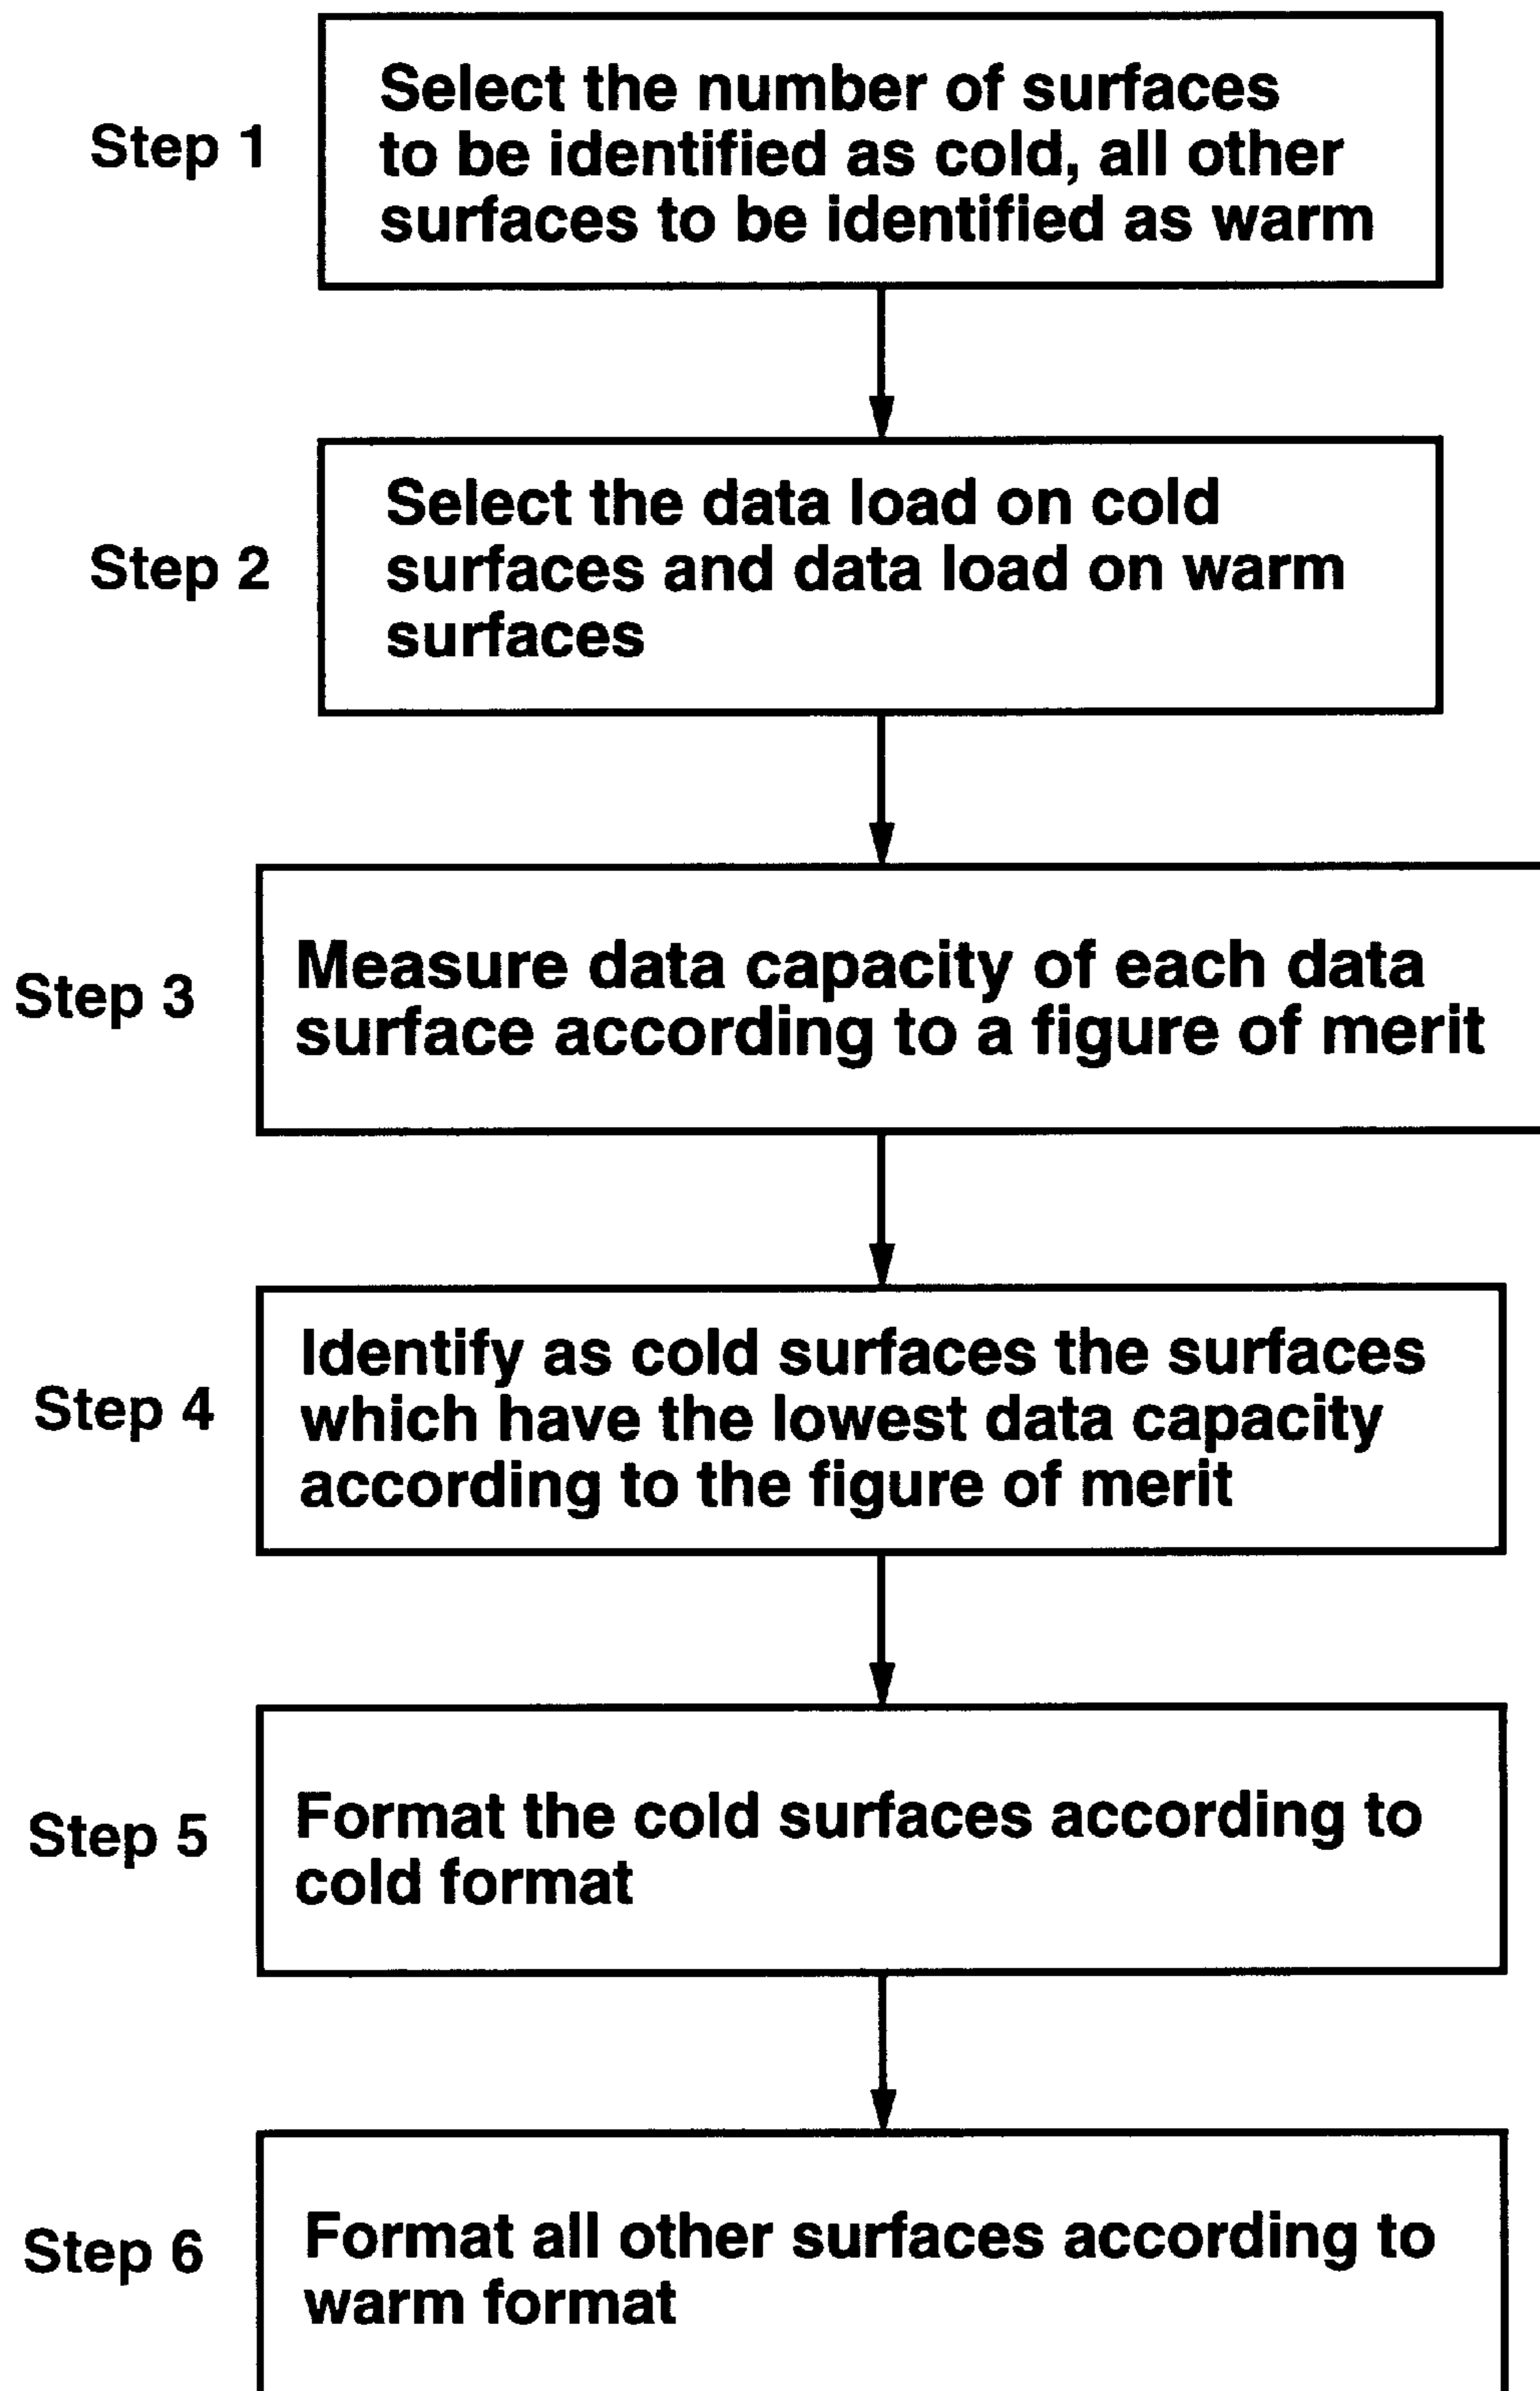 Step 1
Select the number of surfaces
to be identified as cold, all other
surfaces to be identified as warm
Step 2
Select the data load on cold
surfaces and data load on warm
surfaces
Step 3
Measure data capacity of each data
surface according to a figure of merit
Step 4
Identify as cold surfaces the surfaces
which have the lowest data capacity
according to the figure of merit
Step 5
Format the cold surfaces according to
cold format
Step 6
Format all other surfaces according to
warm format